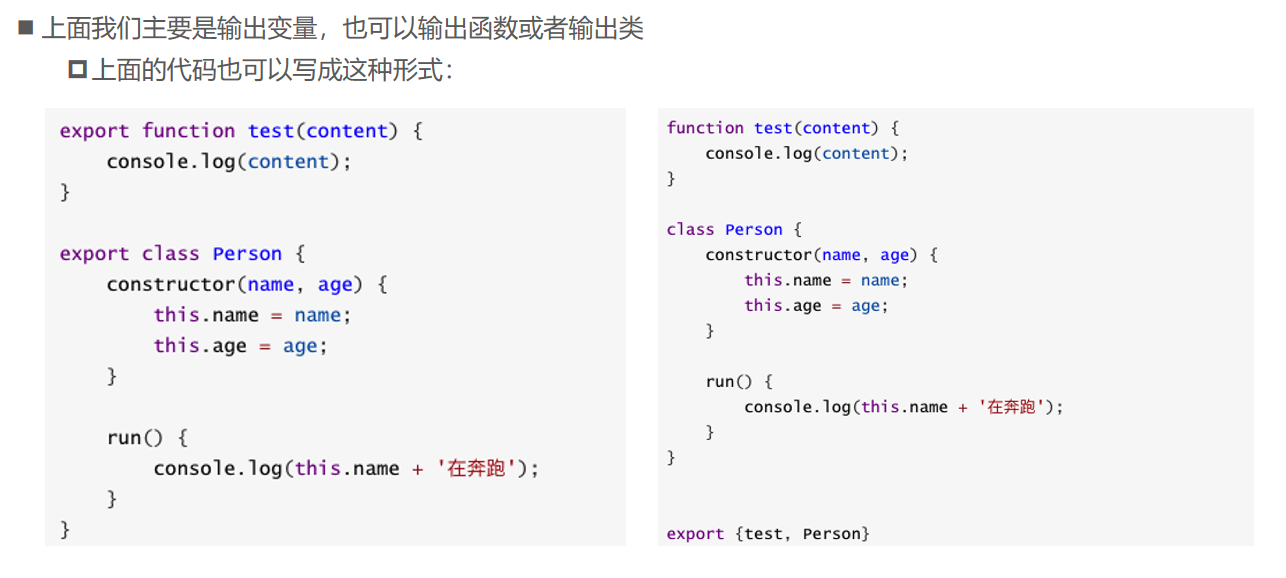 ■ 上面我们主要是输出变量，也可以输出函数或者输出类
上面的代码也可以写成这种形式：
export function test(content) {
    console.log(content);
}
export class Person {
    constructor(name, age) {
        this.name = name;
        this.age = age;
    }
    run() {
        console.log(this.name + '在奔跑');
    }
}
function test(content) {
    console.log(content);
}
class Person {
    constructor(name, age) {
        this.name = name;
        this.age = age;
    }
    run() {
        console.log(this.name + '在奔跑');
    }
}
export {test, Person}